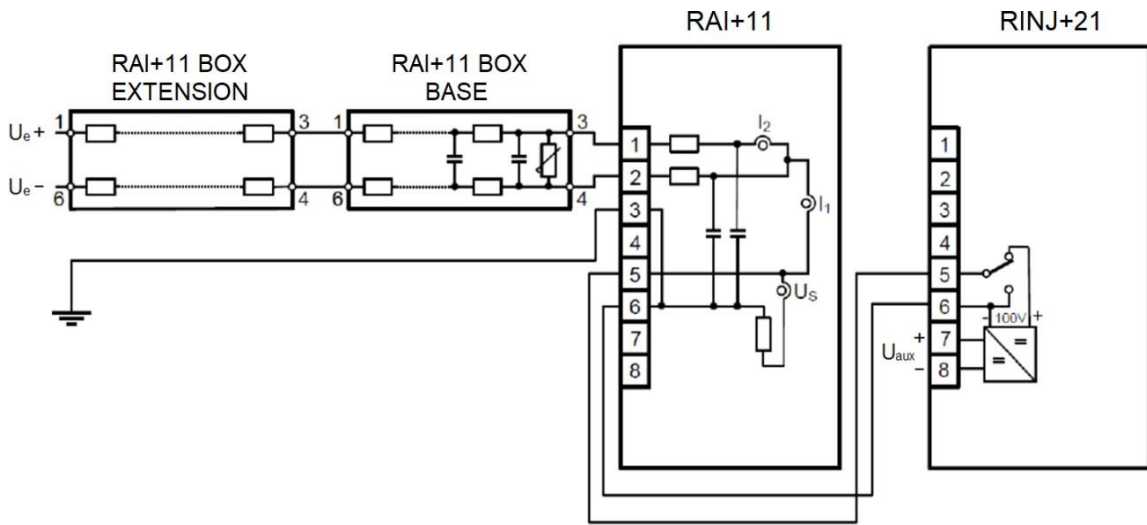 RAI+11
RINJ+21
RAI+11 BOX
EXTENSION
RAI+11 BOX
BASE
1
3
1
3
Ue+
Ue−
6
4
6
4
1
2
3
4
5
6
7
8
I2
I1
US
1
2
3
4
5
6
7
8
- 100V +
Uaux
+
−
=
=